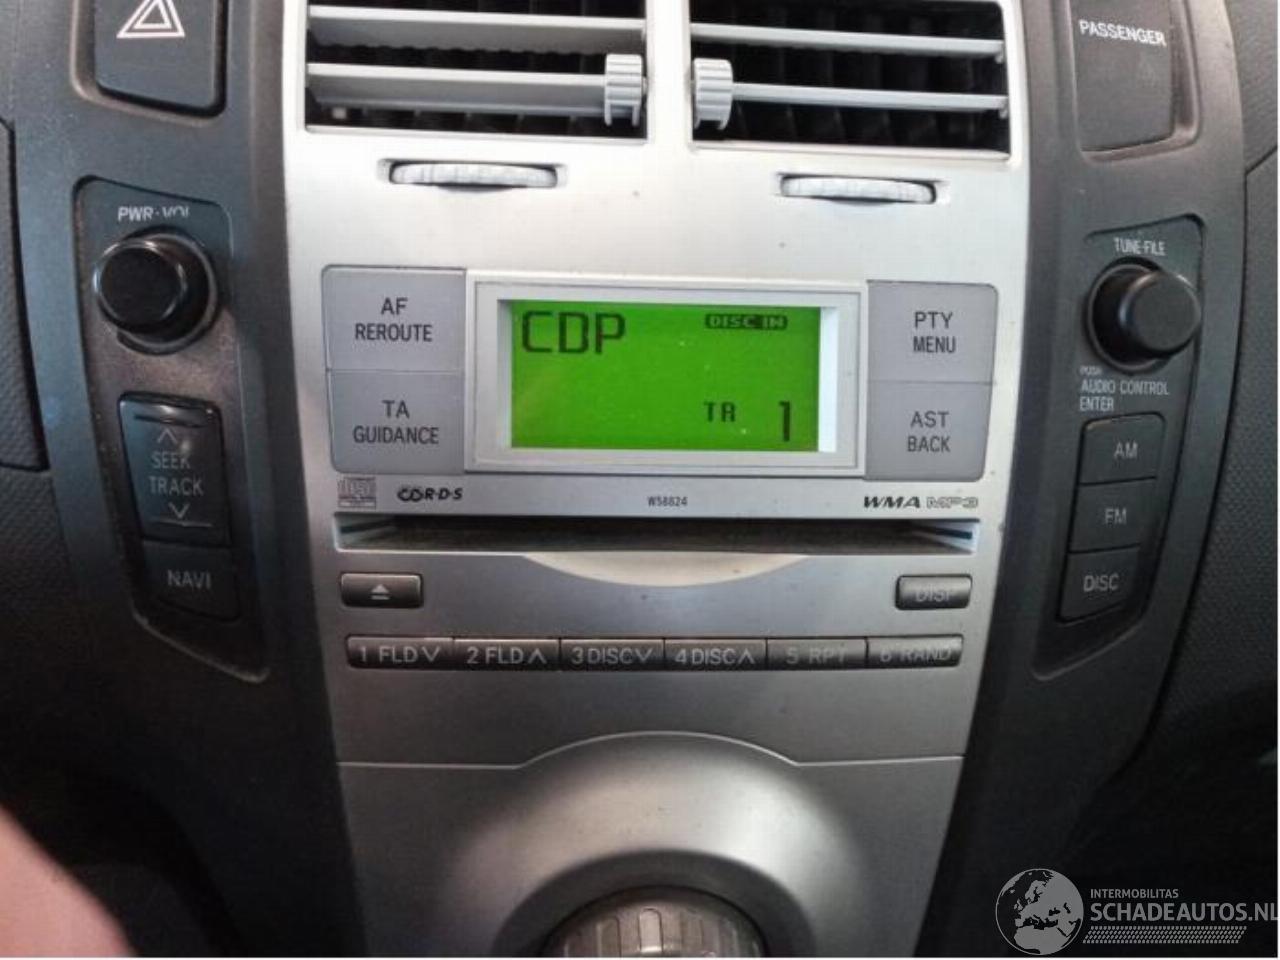 PASSENGER
PWR·VOL
TUNE·FILE
AF
REROUTE
CDP
DISC IN
PTY
MENU
TA
GUIDANCE
TR 1
AST
BACK
PUSH
AUDIO CONTROL
ENTER
SEEK
TRACK
AM
FM
DISC
NAVI
R·D·S
W58824
WMA MP3
DISP
1 FLD ∨
2 FLD ∧
3 DISC ∨
4 DISC ∧
5 RPT
6 RAND
INTERMOBILITAS
SCHADEAUTOS.NL